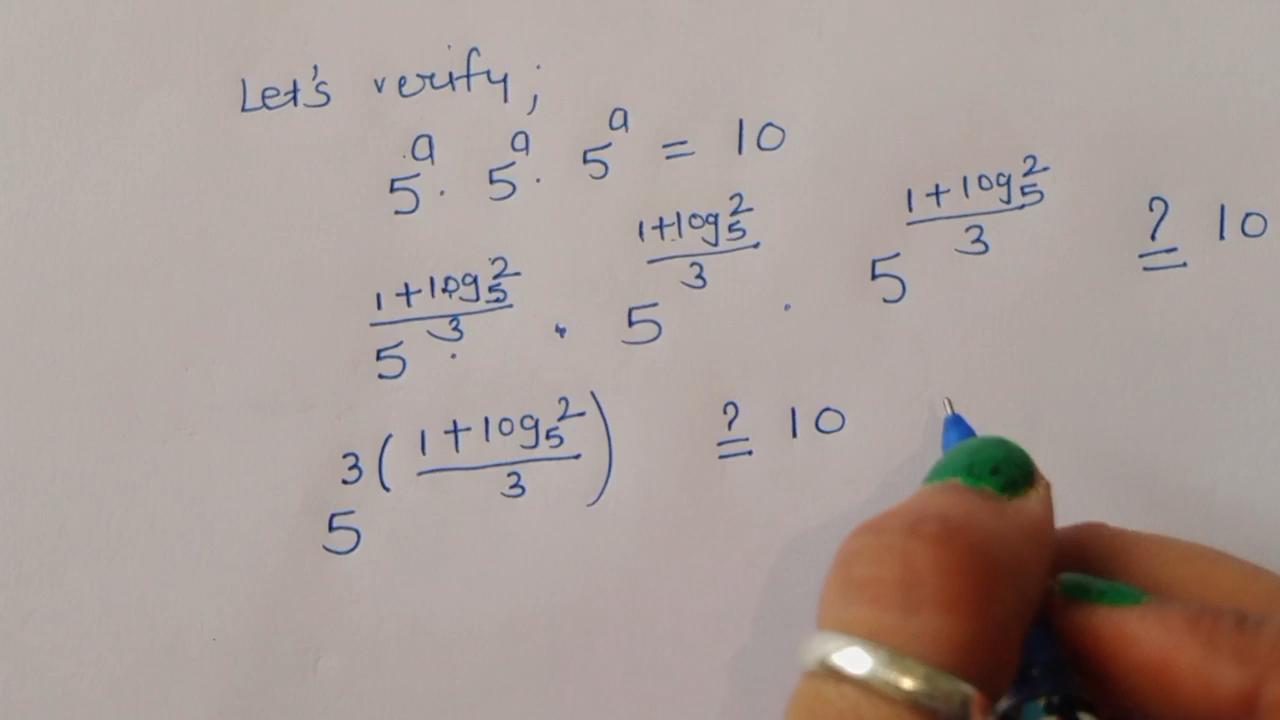 Let's verify;
5^a · 5^a · 5^a = 10
5^((1+log_5 2)/3) · 5^((1+log_5 2)/3) · 5^((1+log_5 2)/3) ≟ 10
5^(3((1+log_5 2)/3)) ≟ 10